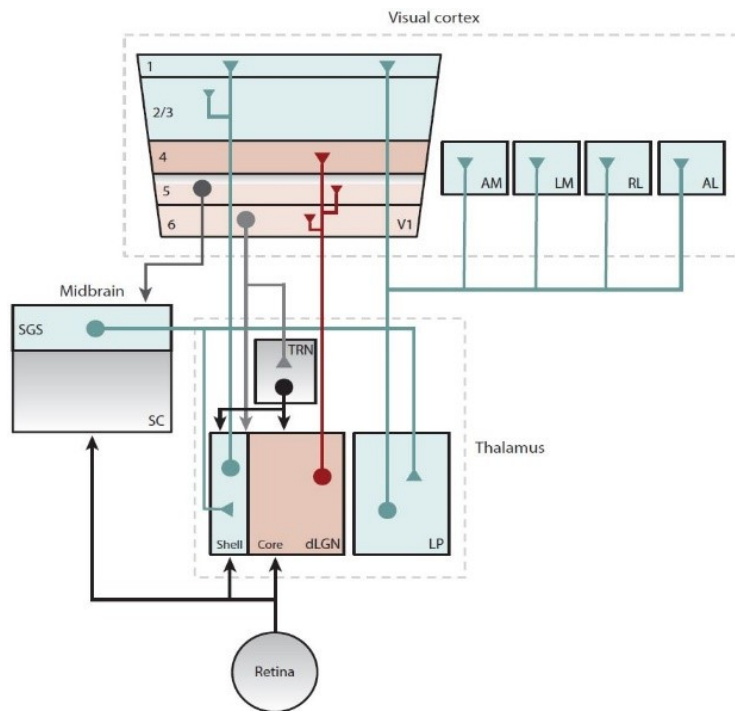 Visual cortex
1
2/3
4
5
6
V1
AM
LM
RL
AL
Midbrain
SGS
SC
TRN
Thalamus
Shell
Core
dLGN
LP
Retina